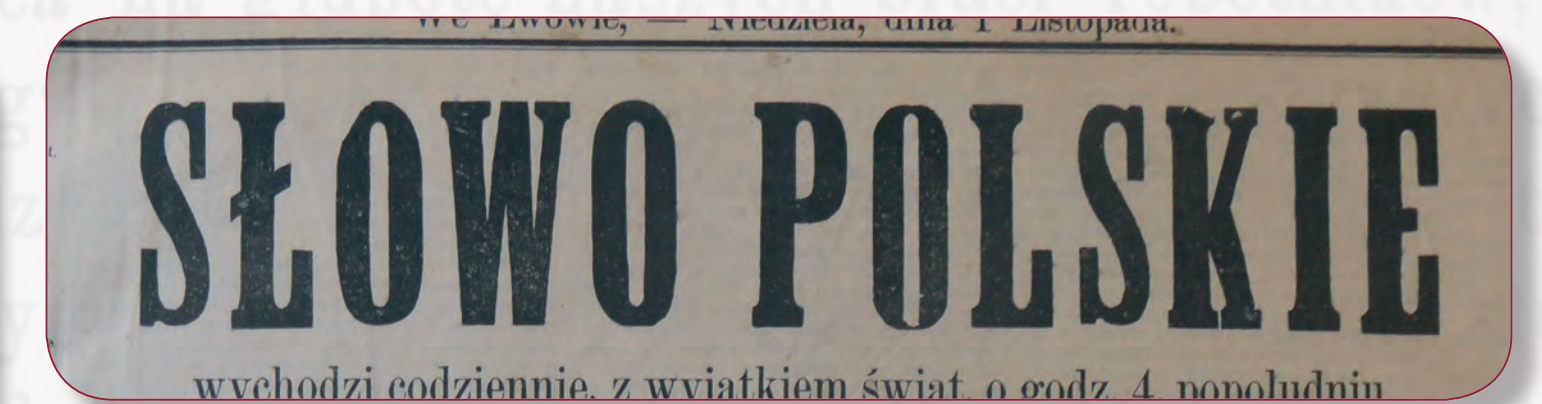 We Lwowie, — Niedziela, dnia 1 Listopada.
SŁOWO POLSKIE
wychodzi codziennie, z wyjątkiem świąt, o godz. 4. popołudniu